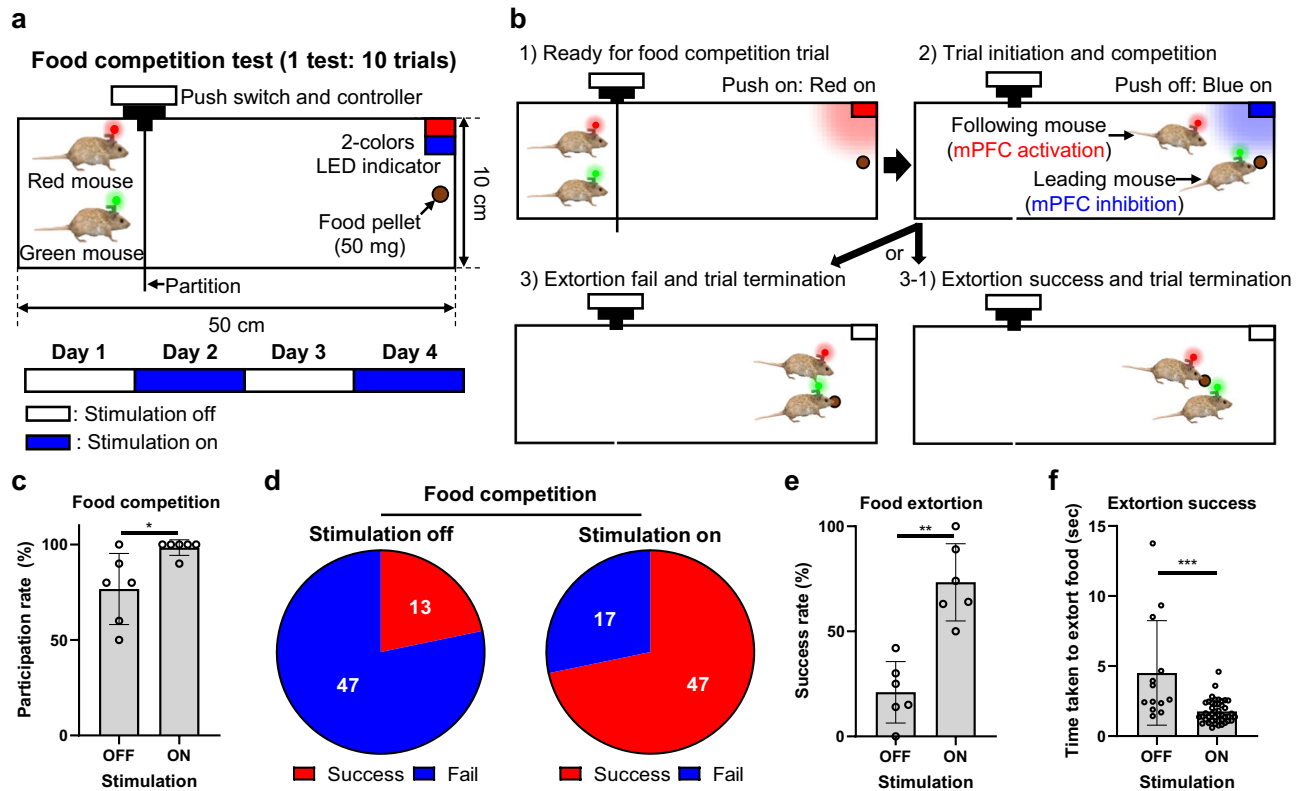 a
Food competition test (1 test: 10 trials)
Push switch and controller
Red mouse
Green mouse
2-colors
LED indicator
Food pellet
(50 mg)
10 cm
Partition
50 cm
Day 1 Day 2 Day 3 Day 4
: Stimulation off
: Stimulation on
b
1) Ready for food competition trial
Push on: Red on
2) Trial initiation and competition
Push off: Blue on
Following mouse
(mPFC activation)
Leading mouse
(mPFC inhibition)
or
3) Extortion fail and trial termination
3-1) Extortion success and trial termination
c
Food competition
*
Participation rate (%)
100
50
0
OFF ON
Stimulation
d
Food competition
Stimulation off
13
47
Stimulation on
17
47
Success Fail
Success Fail
e
Food extortion
**
Success rate (%)
100
50
0
OFF ON
Stimulation
f
Extortion success
***
Time taken to extort food (sec)
15
10
5
0
OFF ON
Stimulation